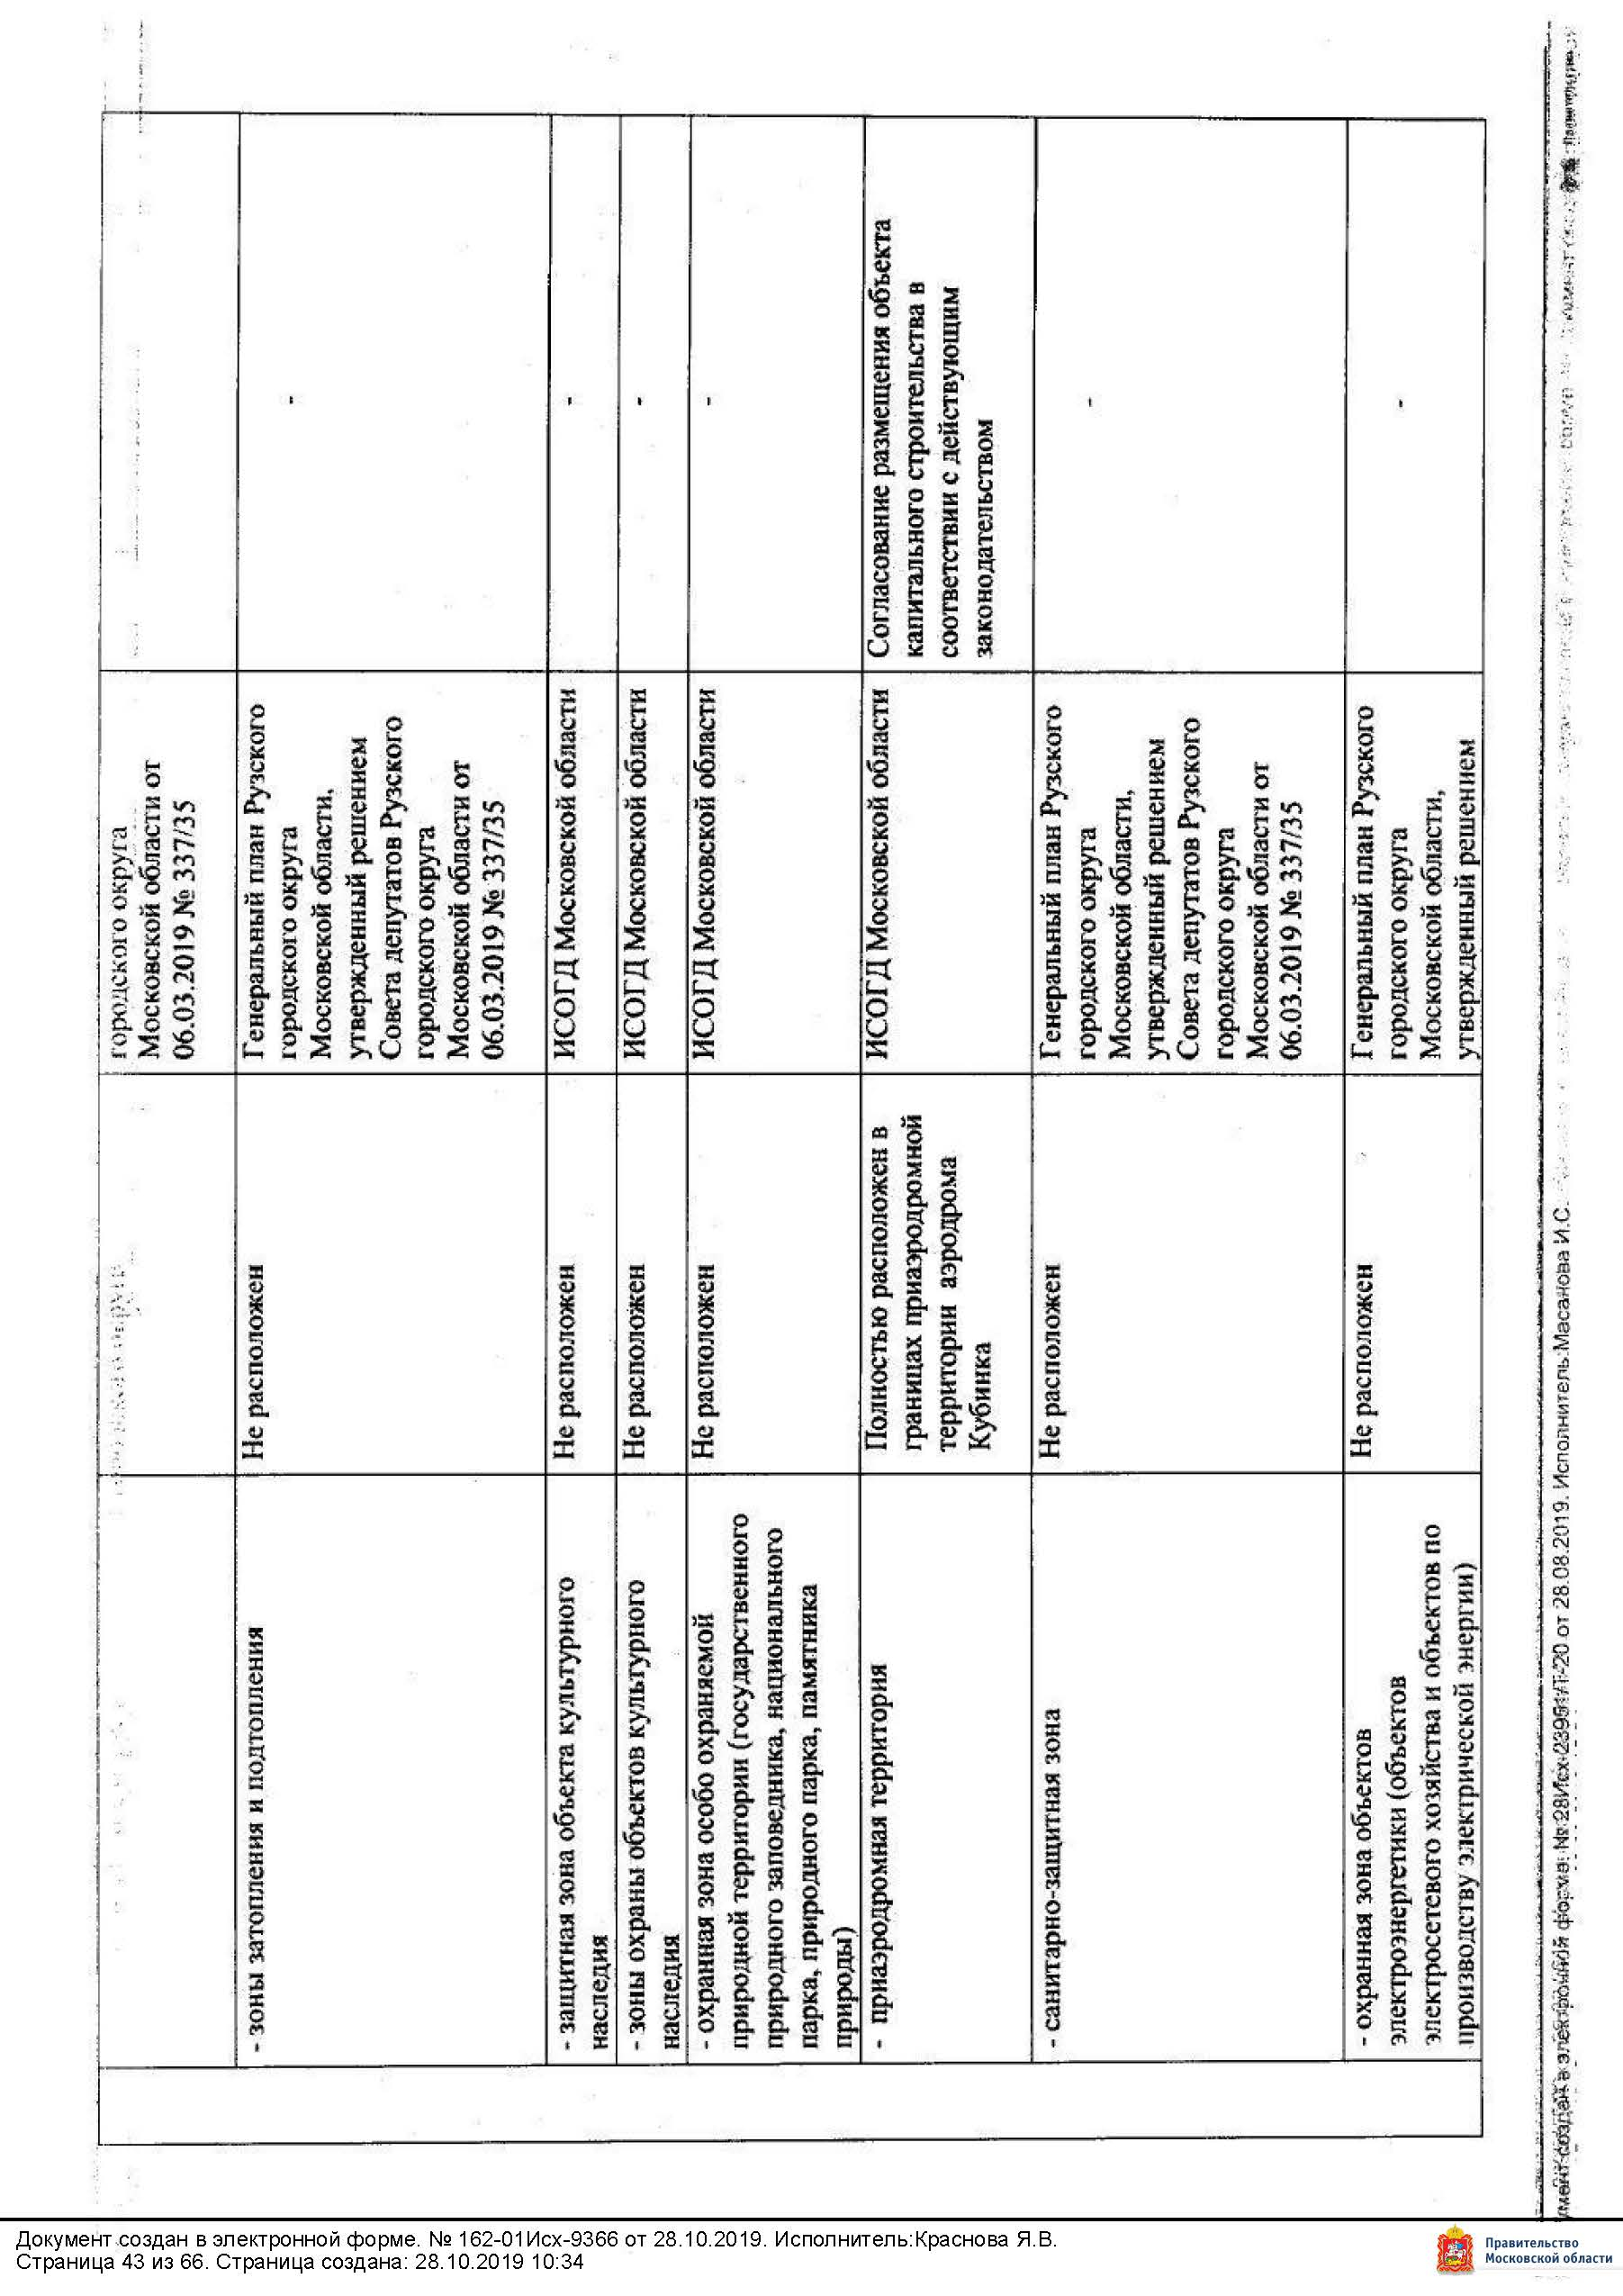 городского округа
Московской области от
06.03.2019 № 337/35
- зоны затопления и подтопления
Не расположен
Генеральный план Рузского
городского округа
Московской области,
утвержденный решением
Совета депутатов Рузского
городского округа
Московской области от
06.03.2019 № 337/35
-
- защитная зона объекта культурного
наследия
Не расположен
ИСОГД Московской области
-
- зоны охраны объектов культурного
наследия
Не расположен
ИСОГД Московской области
-
- охранная зона особо охраняемой
природной территории (государственного
природного заповедника, национального
парка, природного парка, памятника
природы)
Не расположен
ИСОГД Московской области
-
- приаэродромная территория
Полностью расположен в
границах приаэродромной
территории аэродрома
Кубинка
ИСОГД Московской области
Согласование размещения объекта
капитального строительства в
соответствии с действующим
законодательством
- санитарно-защитная зона
Не расположен
Генеральный план Рузского
городского округа
Московской области,
утвержденный решением
Совета депутатов Рузского
городского округа
Московской области от
06.03.2019 № 337/35
-
- охранная зона объектов
электроэнергетики (объектов
электросетевого хозяйства и объектов по
производству электрической энергии)
Не расположен
Генеральный план Рузского
городского округа
Московской области,
утвержденный решением
-
создан в электронной форме. от 28.08.2019. Исполнитель:Масанова И.С.
Документ создан в электронной форме. № 162-01Исх-9366 от 28.10.2019. Исполнитель:Краснова Я.В.
Страница 43 из 66. Страница создана: 28.10.2019 10:34
Правительство
Московской области